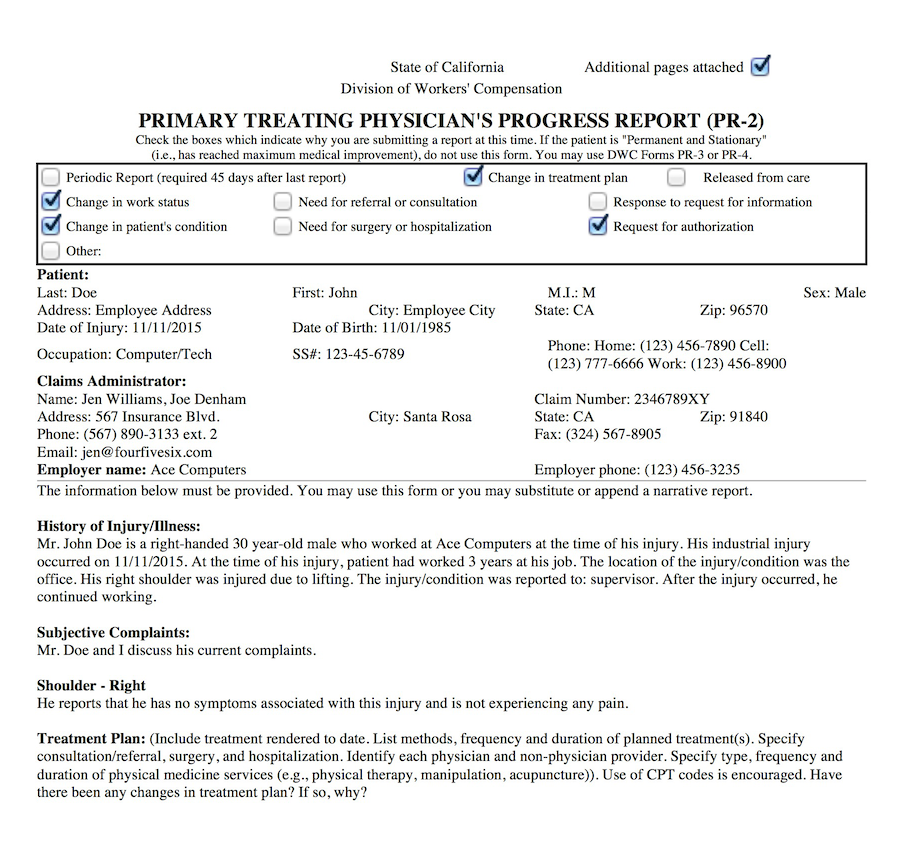 State of California Additional pages attached
Division of Workers' Compensation
PRIMARY TREATING PHYSICIAN'S PROGRESS REPORT (PR-2)
Check the boxes which indicate why you are submitting a report at this time. If the patient is "Permanent and Stationary"
(i.e., has reached maximum medical improvement), do not use this form. You may use DWC Forms PR-3 or PR-4.
Periodic Report (required 45 days after last report) Change in treatment plan Released from care
Change in work status Need for referral or consultation Response to request for information
Change in patient's condition Need for surgery or hospitalization Request for authorization
Other:
Patient:
Last: Doe First: John M.I.: M Sex: Male
Address: Employee Address City: Employee City State: CA Zip: 96570
Date of Injury: 11/11/2015 Date of Birth: 11/01/1985
Occupation: Computer/Tech SS#: 123-45-6789 Phone: Home: (123) 456-7890 Cell:
(123) 777-6666 Work: (123) 456-8900
Claims Administrator:
Name: Jen Williams, Joe Denham Claim Number: 2346789XY
Address: 567 Insurance Blvd. City: Santa Rosa State: CA Zip: 91840
Phone: (567) 890-3133 ext. 2 Fax: (324) 567-8905
Email: jen@fourfivesix.com
Employer name: Ace Computers Employer phone: (123) 456-3235
The information below must be provided. You may use this form or you may substitute or append a narrative report.
History of Injury/Illness:
Mr. John Doe is a right-handed 30 year-old male who worked at Ace Computers at the time of his injury. His industrial injury
occurred on 11/11/2015. At the time of his injury, patient had worked 3 years at his job. The location of the injury/condition was the
office. His right shoulder was injured due to lifting. The injury/condition was reported to: supervisor. After the injury occurred, he
continued working.
Subjective Complaints:
Mr. Doe and I discuss his current complaints.
Shoulder - Right
He reports that he has no symptoms associated with this injury and is not experiencing any pain.
Treatment Plan: (Include treatment rendered to date. List methods, frequency and duration of planned treatment(s). Specify
consultation/referral, surgery, and hospitalization. Identify each physician and non-physician provider. Specify type, frequency and
duration of physical medicine services (e.g., physical therapy, manipulation, acupuncture)). Use of CPT codes is encouraged. Have
there been any changes in treatment plan? If so, why?